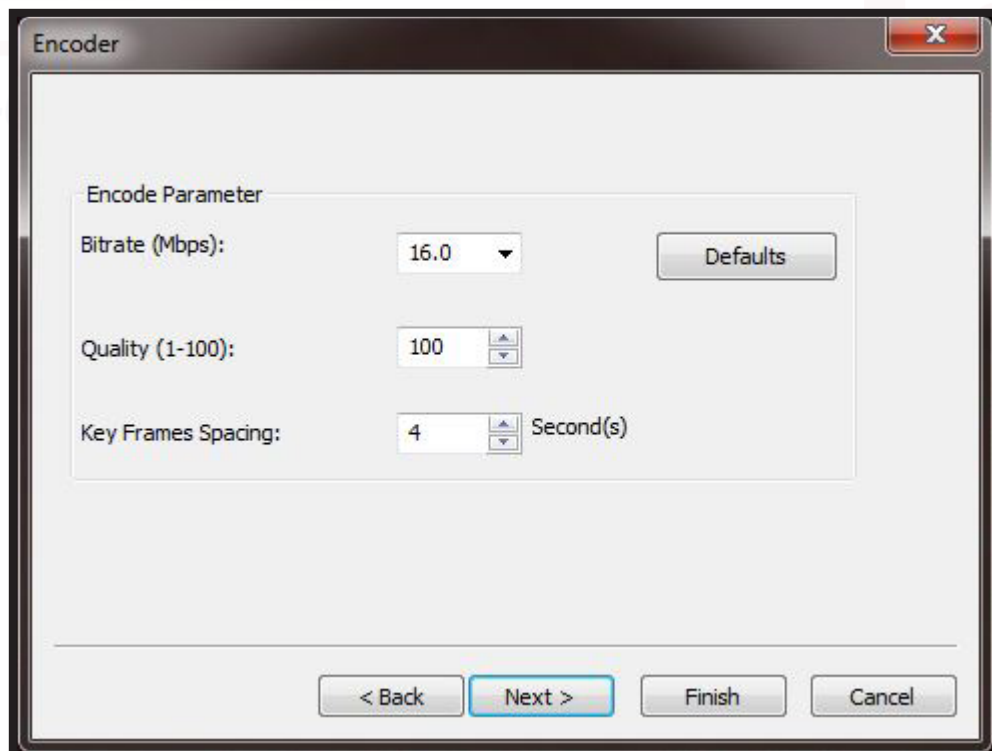 Encoder
Encode Parameter
Bitrate (Mbps):
16.0
Defaults
Quality (1-100):
100
Key Frames Spacing:
4
Second(s)
< Back
Next >
Finish
Cancel